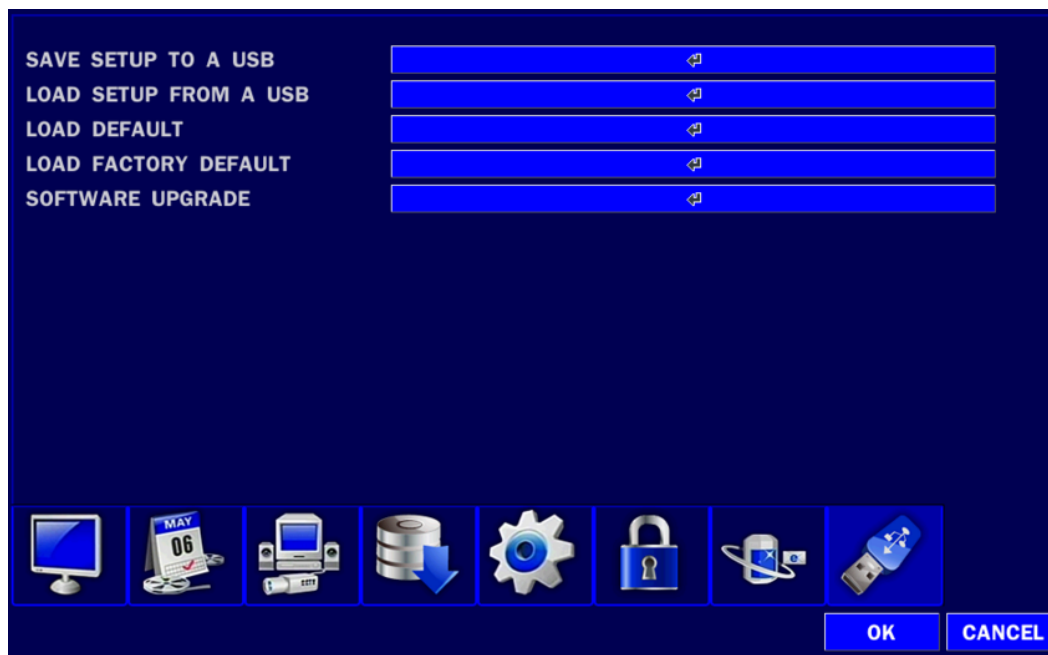 SAVE SETUP TO A USB
LOAD SETUP FROM A USB
LOAD DEFAULT
LOAD FACTORY DEFAULT
SOFTWARE UPGRADE
MAY
06
CCTV
OK
CANCEL